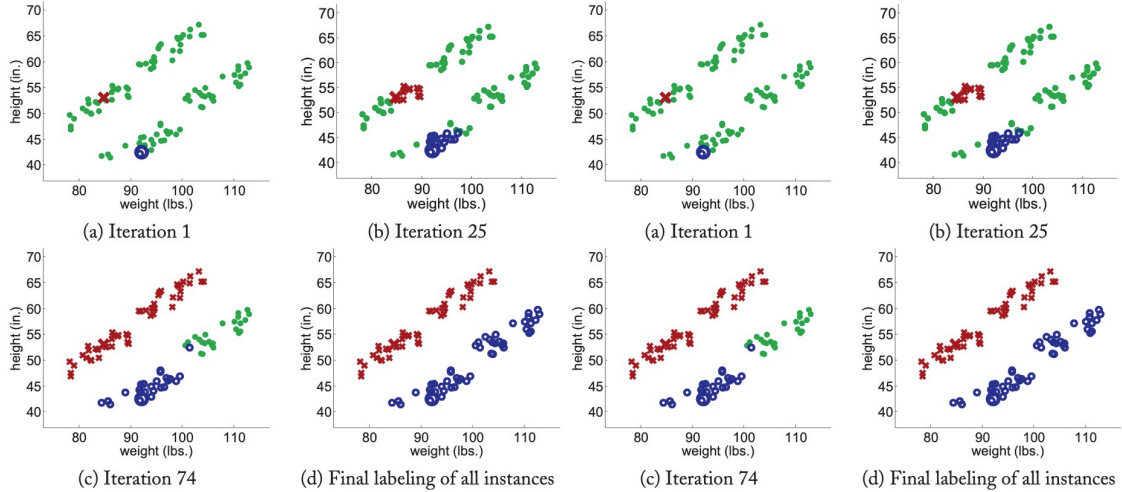 70 65 60 55 50 45 40
height (in.)
80 90 100 110
weight (lbs.)
(a) Iteration 1
70 65 60 55 50 45 40
height (in.)
80 90 100 110
weight (lbs.)
(b) Iteration 25
70 65 60 55 50 45 40
height (in.)
80 90 100 110
weight (lbs.)
(a) Iteration 1
70 65 60 55 50 45 40
height (in.)
80 90 100 110
weight (lbs.)
(b) Iteration 25
70 65 60 55 50 45 40
height (in.)
80 90 100 110
weight (lbs.)
(c) Iteration 74
70 65 60 55 50 45 40
height (in.)
80 90 100 110
weight (lbs.)
(d) Final labeling of all instances
70 65 60 55 50 45 40
height (in.)
80 90 100 110
weight (lbs.)
(c) Iteration 74
70 65 60 55 50 45 40
height (in.)
80 90 100 110
weight (lbs.)
(d) Final labeling of all instances